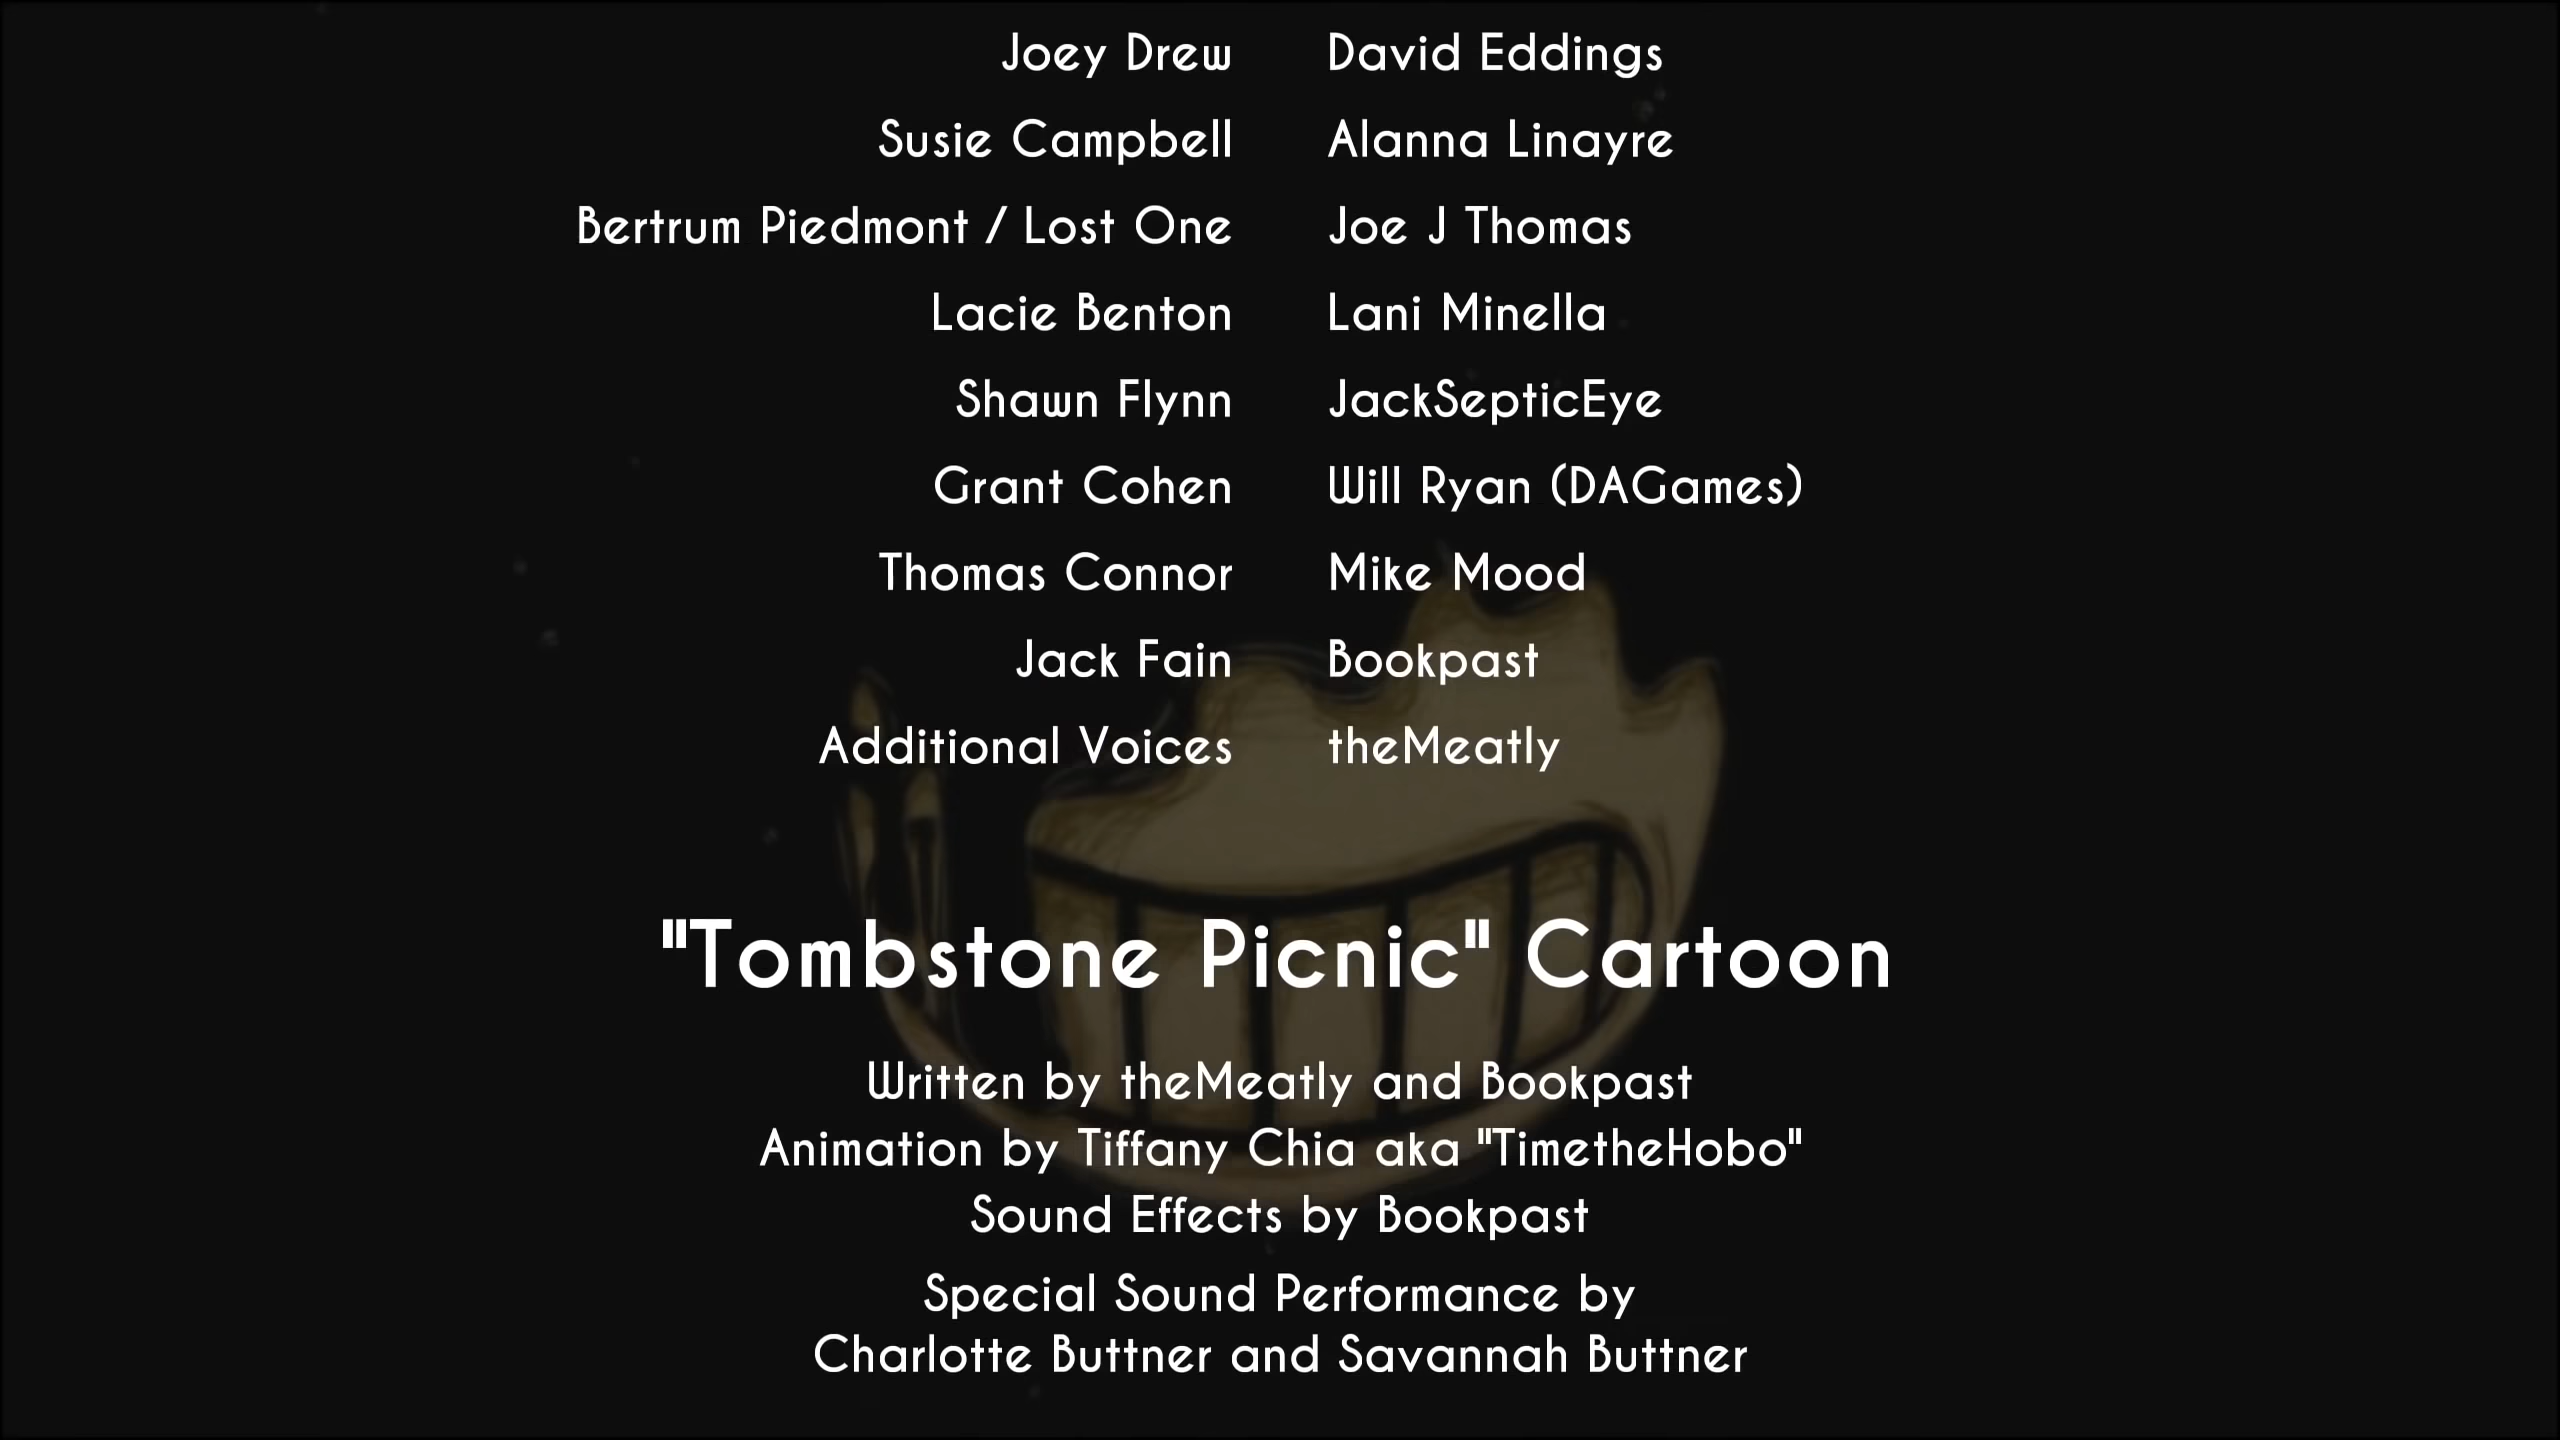 Joey Drew David Eddings
Susie Campbell Alanna Linayre
Bertrum Piedmont / Lost One Joe J Thomas
Lacie Benton Lani Minella
Shawn Flynn JackSepticEye
Grant Cohen Will Ryan (DAGames)
Thomas Connor Mike Mood
Jack Fain Bookpast
Additional Voices theMeatly
"Tombstone Picnic" Cartoon
Written by theMeatly and Bookpast
Animation by Tiffany Chia aka "TimetheHobo"
Sound Effects by Bookpast
Special Sound Performance by
Charlotte Buttner and Savannah Buttner